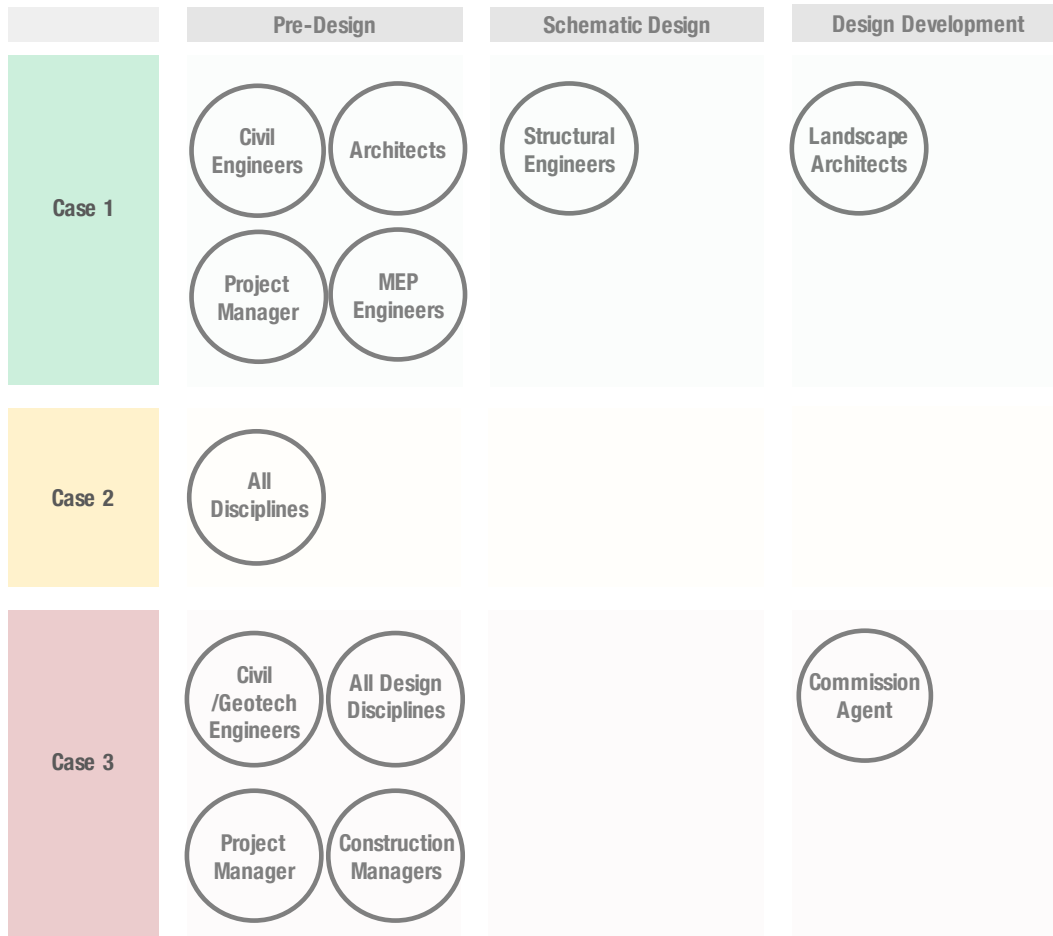 Pre-Design
Schematic Design
Design Development
Case 1
Civil
Engineers
Architects
Project
Manager
MEP
Engineers
Structural
Engineers
Landscape
Architects
Case 2
All
Disciplines
Case 3
Civil
/Geotech
Engineers
All Design
Disciplines
Project
Manager
Construction
Managers
Commission
Agent